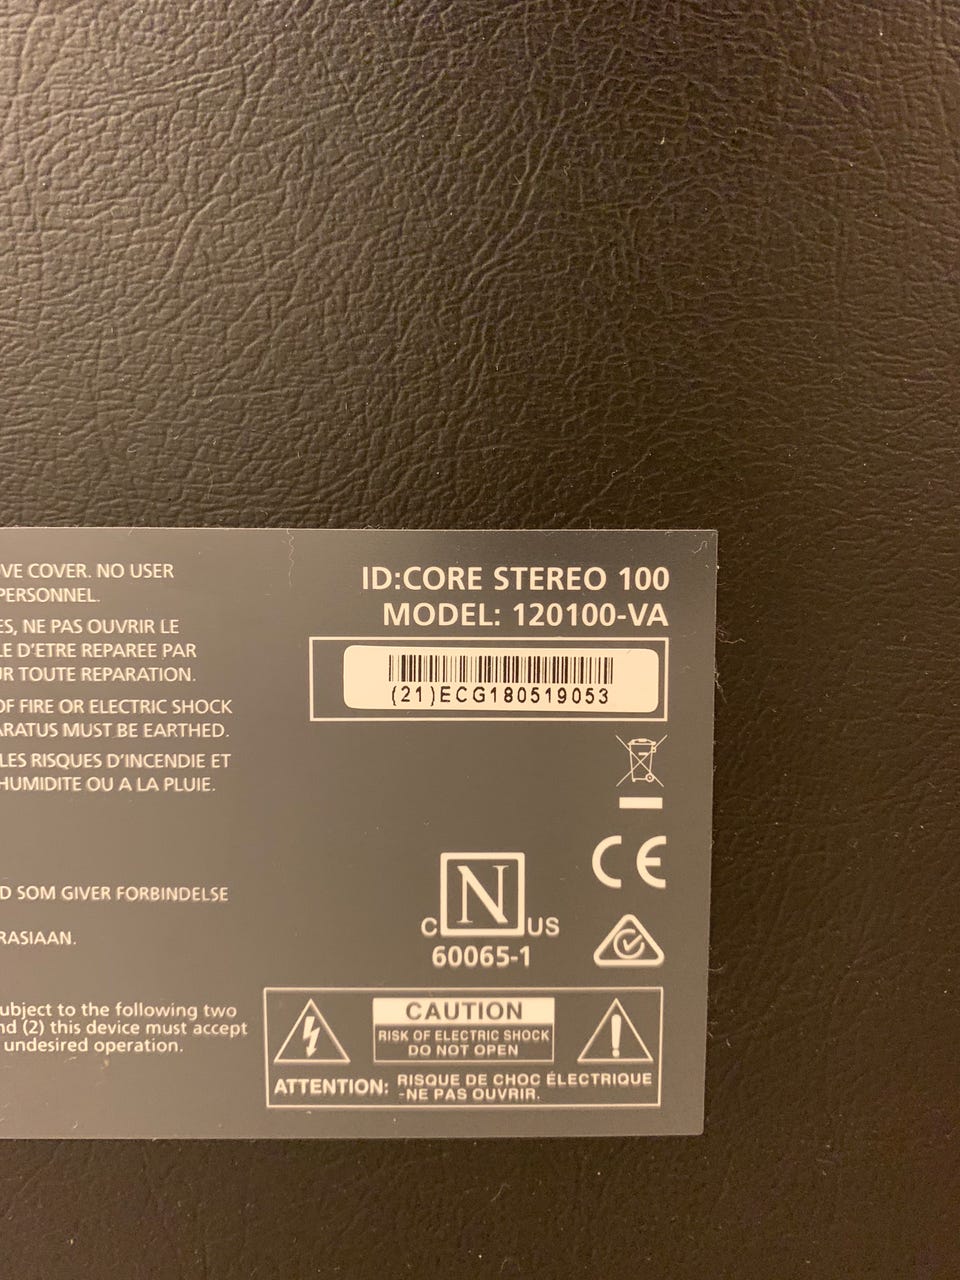 VE COVER. NO USER
PERSONNEL.
ES, NE PAS OUVRIR LE
LE D'ETRE REPAREE PAR
UR TOUTE REPARATION.
OF FIRE OR ELECTRIC SHOCK
ARATUS MUST BE EARTHED.
LES RISQUES D'INCENDIE ET
HUMIDITE OU A LA PLUIE.
D SOM GIVER FORBINDELSE
RASIAAN.
ubject to the following two
nd (2) this device must accept
undesired operation.
ID:CORE STEREO 100
MODEL: 120100-VA
(21)ECG180519053
CE
C N US
60065-1
CAUTION
RISK OF ELECTRIC SHOCK
DO NOT OPEN
ATTENTION: RISQUE DE CHOC ÉLECTRIQUE
-NE PAS OUVRIR.